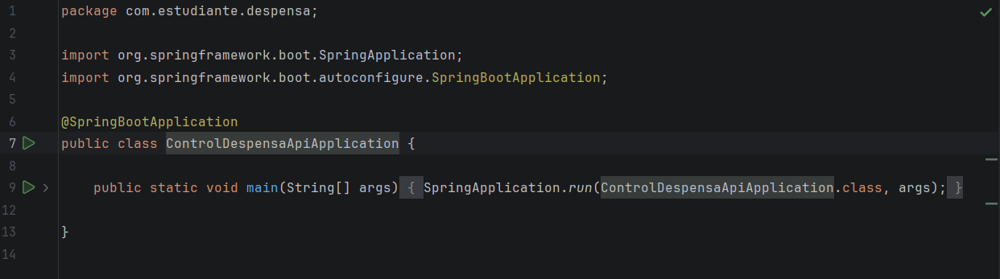 1 package com.estudiante.despensa;
2
3 import org.springframework.boot.SpringApplication;
4 import org.springframework.boot.autoconfigure.SpringBootApplication;
5
6 @SpringBootApplication
7 public class ControlDespensaApiApplication {
8
9 public static void main(String[] args) { SpringApplication.run(ControlDespensaApiApplication.class, args); }
12
13 }
14